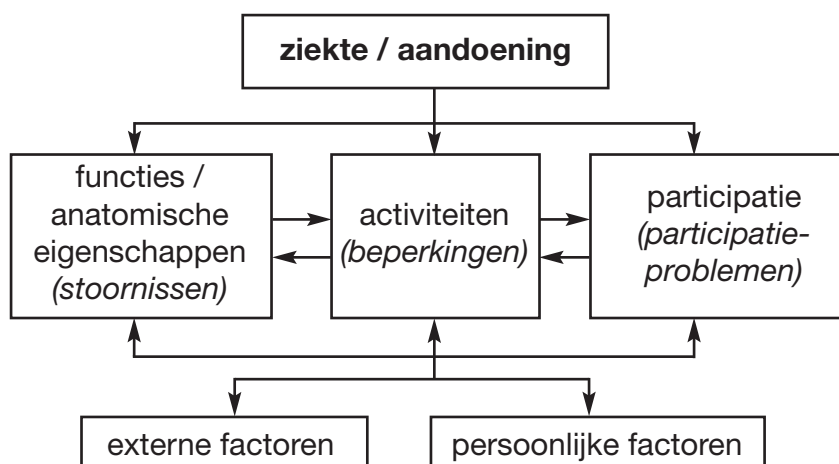 ziekte / aandoening
functies /
anatomische
eigenschappen
(stoornissen)
activiteiten
(beperkingen)
participatie
(participatie-
problemen)
externe factoren
persoonlijke factoren